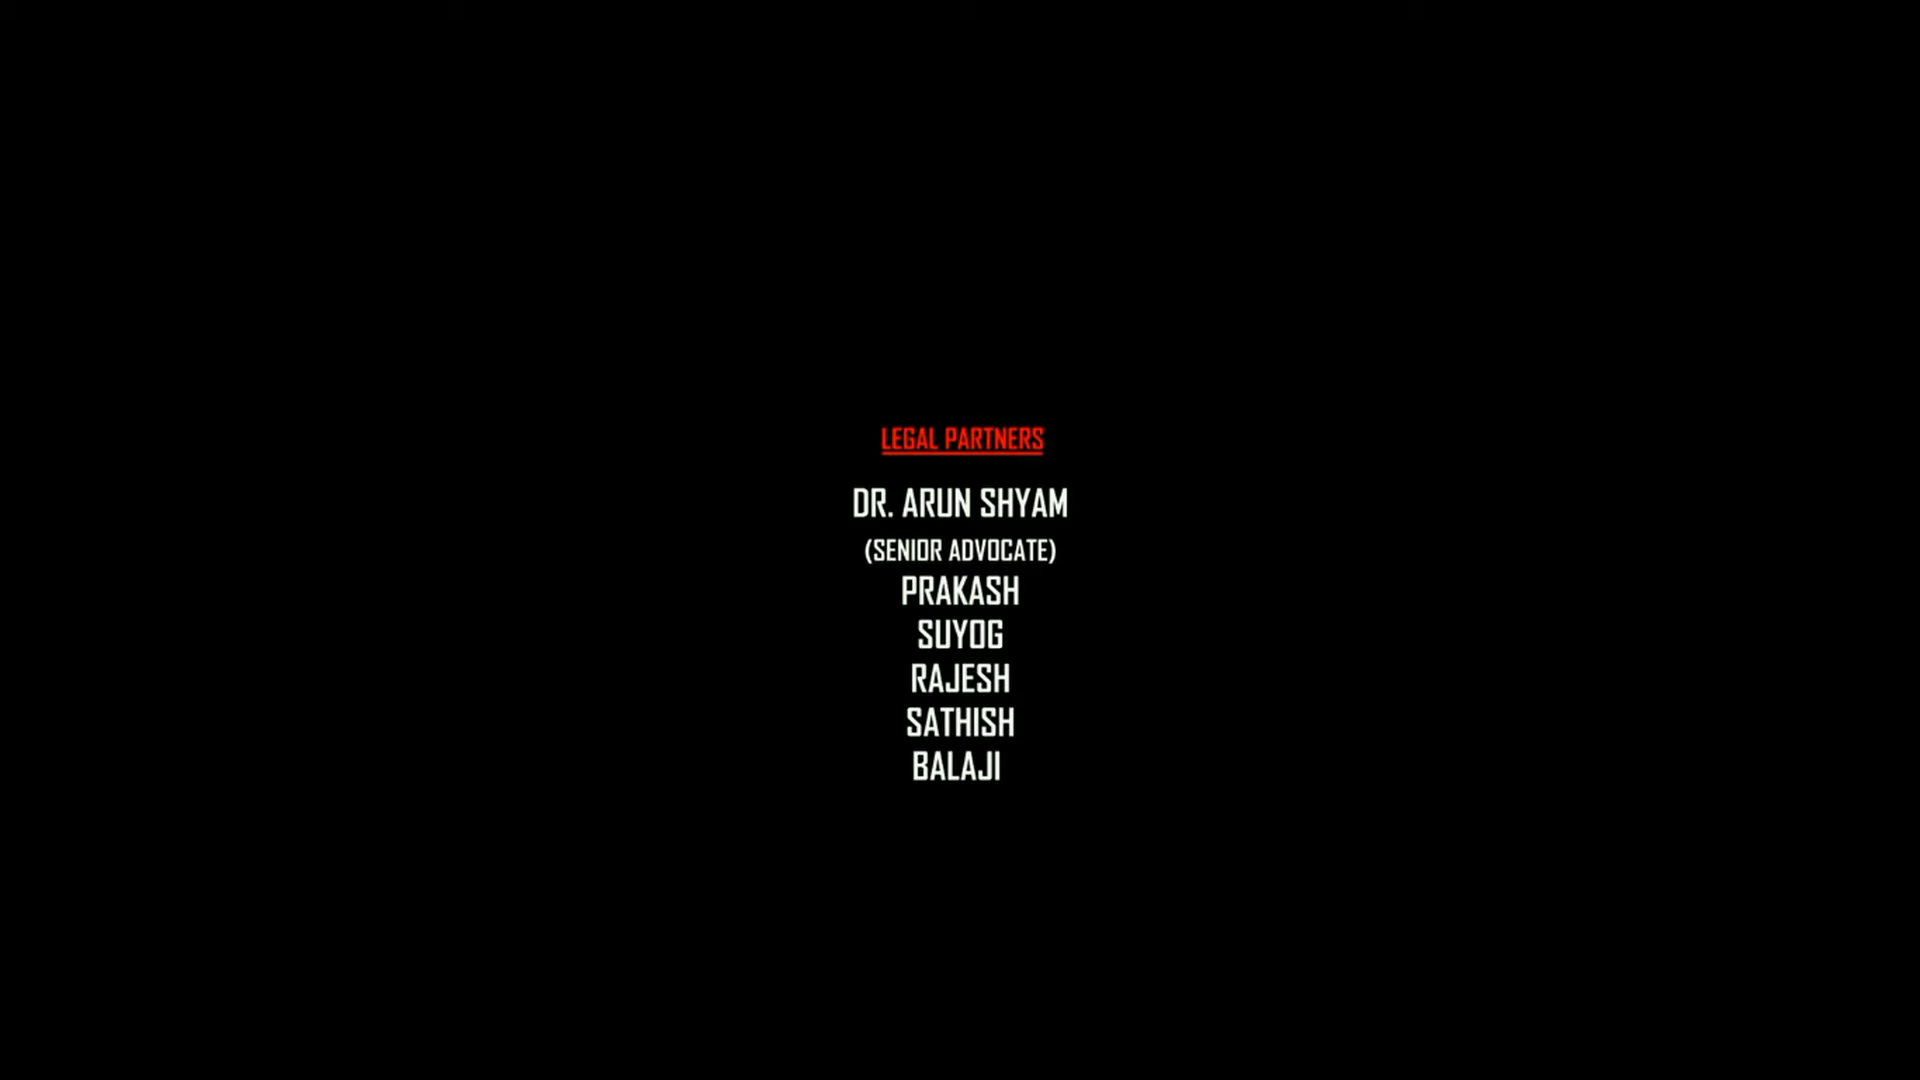 LEGAL PARTNERS
DR. ARUN SHYAM
(SENIOR ADVOCATE)
PRAKASH
SUYOG
RAJESH
SATHISH
BALAJI